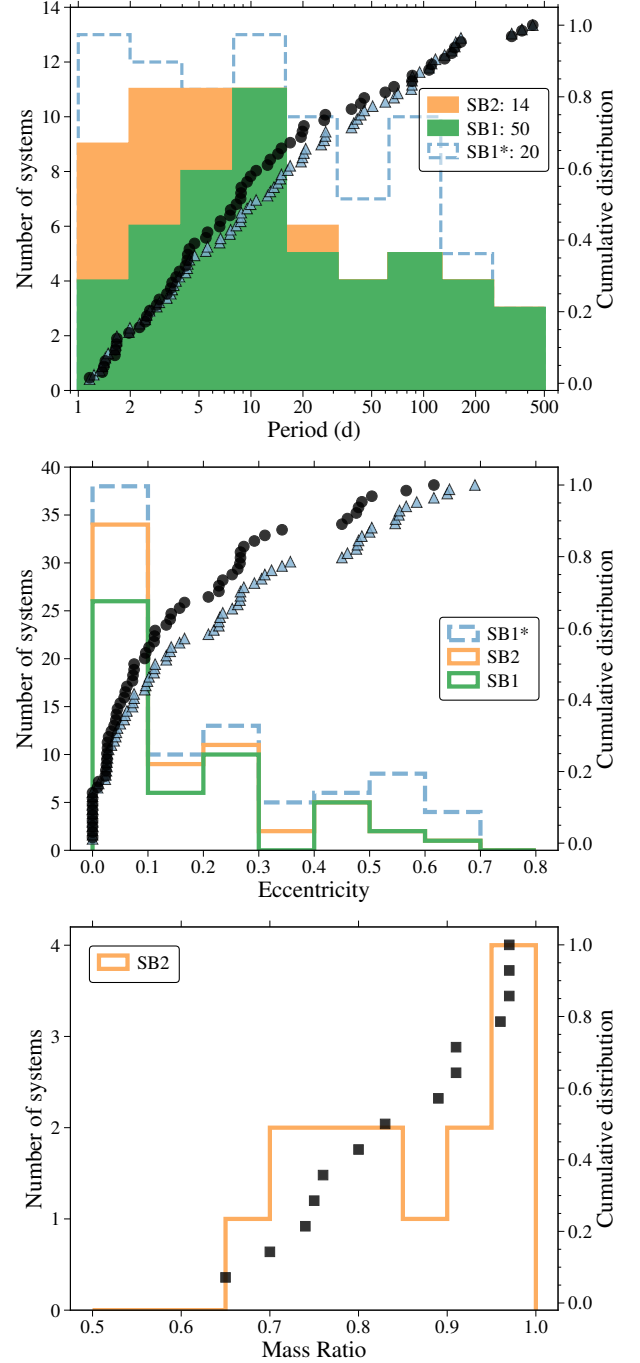 14
12
10
8
6
4
2
0
Number of systems
1.0
0.8
0.6
0.4
0.2
0.0
Cumulative distribution
SB2: 14
SB1: 50
SB1*: 20
1 2 5 10 20 50 100 200 500
Period (d)
40
35
30
25
20
15
10
5
0
Number of systems
1.0
0.8
0.6
0.4
0.2
0.0
Cumulative distribution
SB1*
SB2
SB1
0.0 0.1 0.2 0.3 0.4 0.5 0.6 0.7 0.8
Eccentricity
4
3
2
1
0
Number of systems
SB2
1.0
0.8
0.6
0.4
0.2
0.0
Cumulative distribution
0.5 0.6 0.7 0.8 0.9 1.0
Mass Ratio